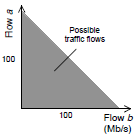 Flow a
Possible
traffic flows
100
100
Flow b
(Mb/s)